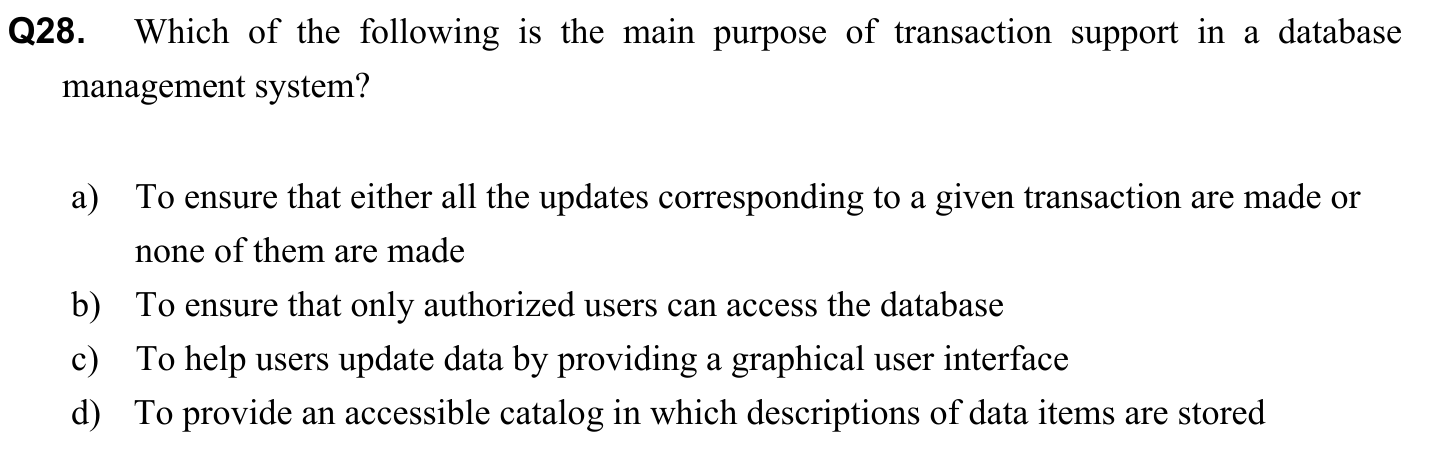 Q28. Which of the following is the main purpose of transaction support in a database
management system?
a) To ensure that either all the updates corresponding to a given transaction are made or
none of them are made
b) To ensure that only authorized users can access the database
c) To help users update data by providing a graphical user interface
d) To provide an accessible catalog in which descriptions of data items are stored